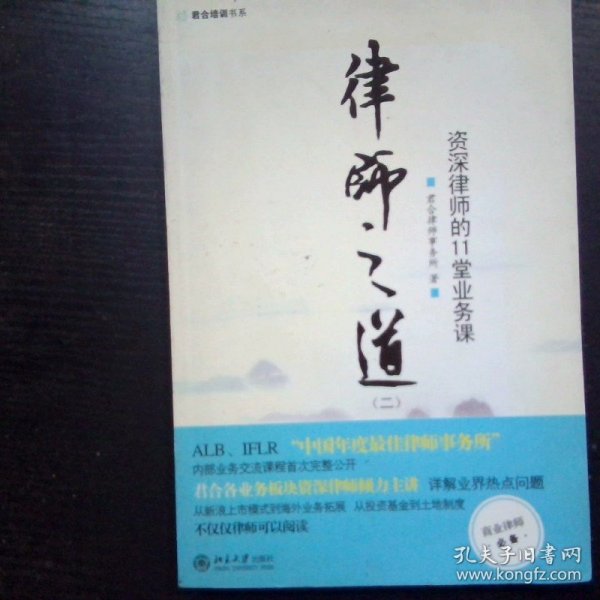 君合培训书系
律师之道
(二)
资深律师的11堂业务课
君合律师事务所 著
ALB、IFLR “中国年度最佳律师事务所”
内部业务交流课程首次完整公开
君合各业务板块资深律师倾力主讲 详解业界热点问题
从新浪上市模式到海外业务拓展 从投资基金到土地制度
不仅仅律师可以阅读
商业律师
必备
北京大学出版社
孔夫子旧书网
www.kongfz.com